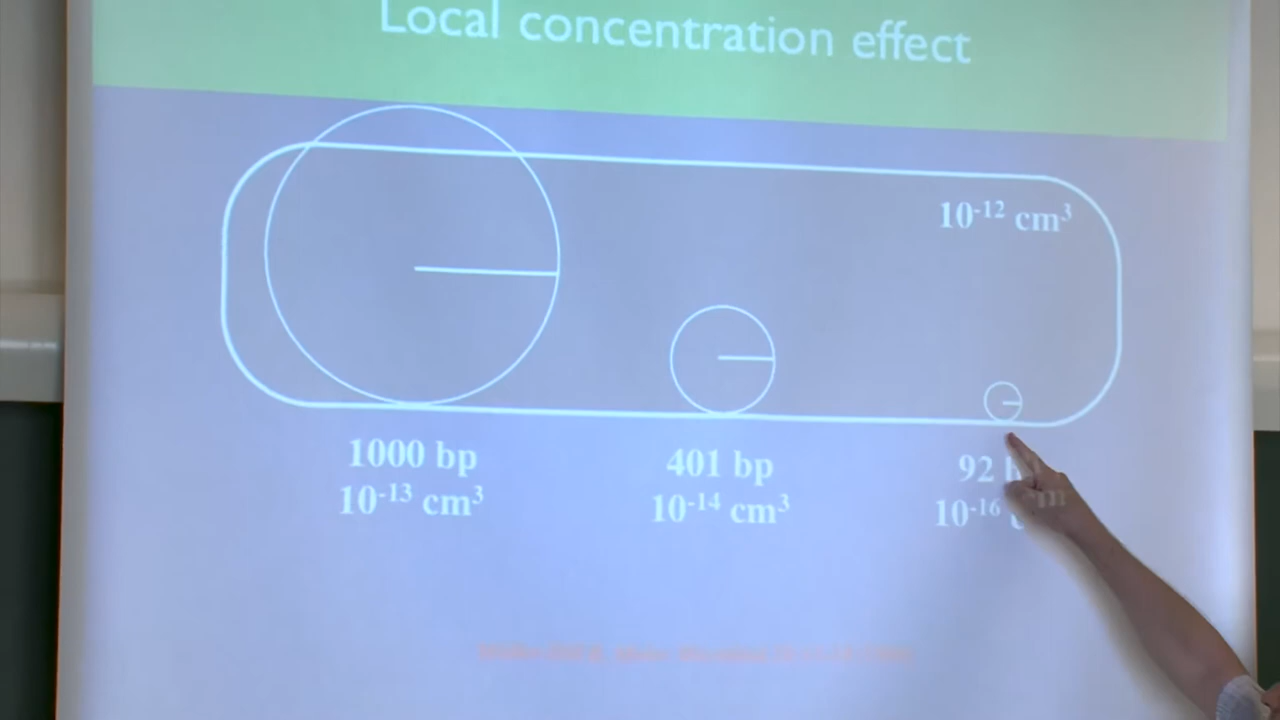 Local concentration effect
10⁻¹² cm³
1000 bp
10⁻¹³ cm³
401 bp
10⁻¹⁴ cm³
92
10⁻¹⁶